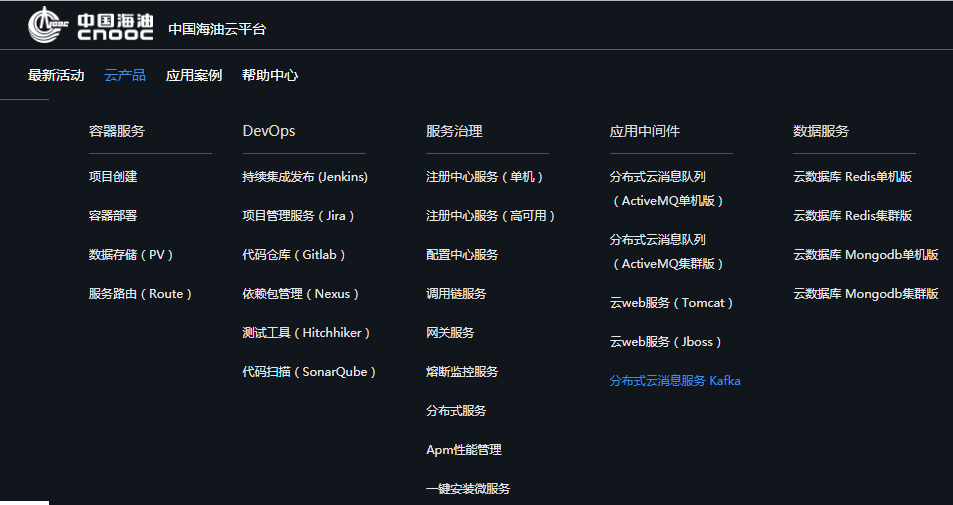 中国海油
CNOOC
中国海油云平台
最新活动 云产品 应用案例 帮助中心
容器服务
项目创建
容器部署
数据存储（PV）
服务路由（Route）
DevOps
持续集成发布 (Jenkins)
项目管理服务（Jira）
代码仓库（Gitlab）
依赖包管理（Nexus）
测试工具（Hitchhiker）
代码扫描（SonarQube）
服务治理
注册中心服务（单机）
注册中心服务（高可用）
配置中心服务
调用链服务
网关服务
熔断监控服务
分布式服务
Apm性能管理
一键安装微服务
应用中间件
分布式云消息队列
（ActiveMQ单机版）
分布式云消息队列
（ActiveMQ集群版）
云web服务（Tomcat）
云web服务（Jboss）
分布式云消息服务 Kafka
数据服务
云数据库 Redis单机版
云数据库 Redis集群版
云数据库 Mongodb单机版
云数据库 Mongodb集群版